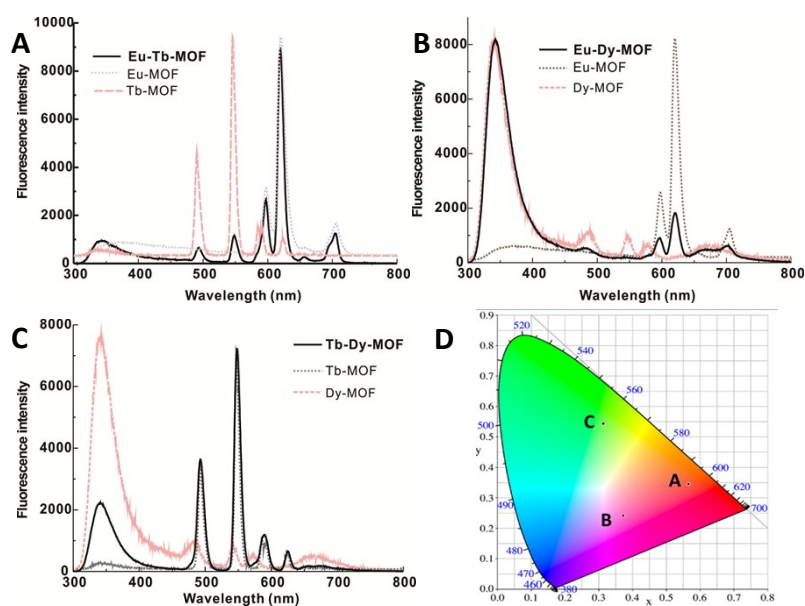 A
Fluorescence intensity
10000
8000
6000
4000
2000
0
300 400 500 600 700 800
Wavelength (nm)
Eu-Tb-MOF
Eu-MOF
Tb-MOF
B
Fluorescence intensity
8000
6000
4000
2000
0
300 400 500 600 700 800
Wavelength (nm)
Eu-Dy-MOF
Eu-MOF
Dy-MOF
C
Fluorescence intensity
8000
6000
4000
2000
0
300 400 500 600 700 800
Wavelength (nm)
Tb-Dy-MOF
Tb-MOF
Dy-MOF
D
0.9
0.8
0.7
0.6
0.5
y
0.4
0.3
0.2
0.1
0.0
0.0 0.1 0.2 0.3 0.4 0.5 0.6 0.7 0.8
x
520
540
560
500
580
600
620
700
490
480
470
460
380
C
A
B